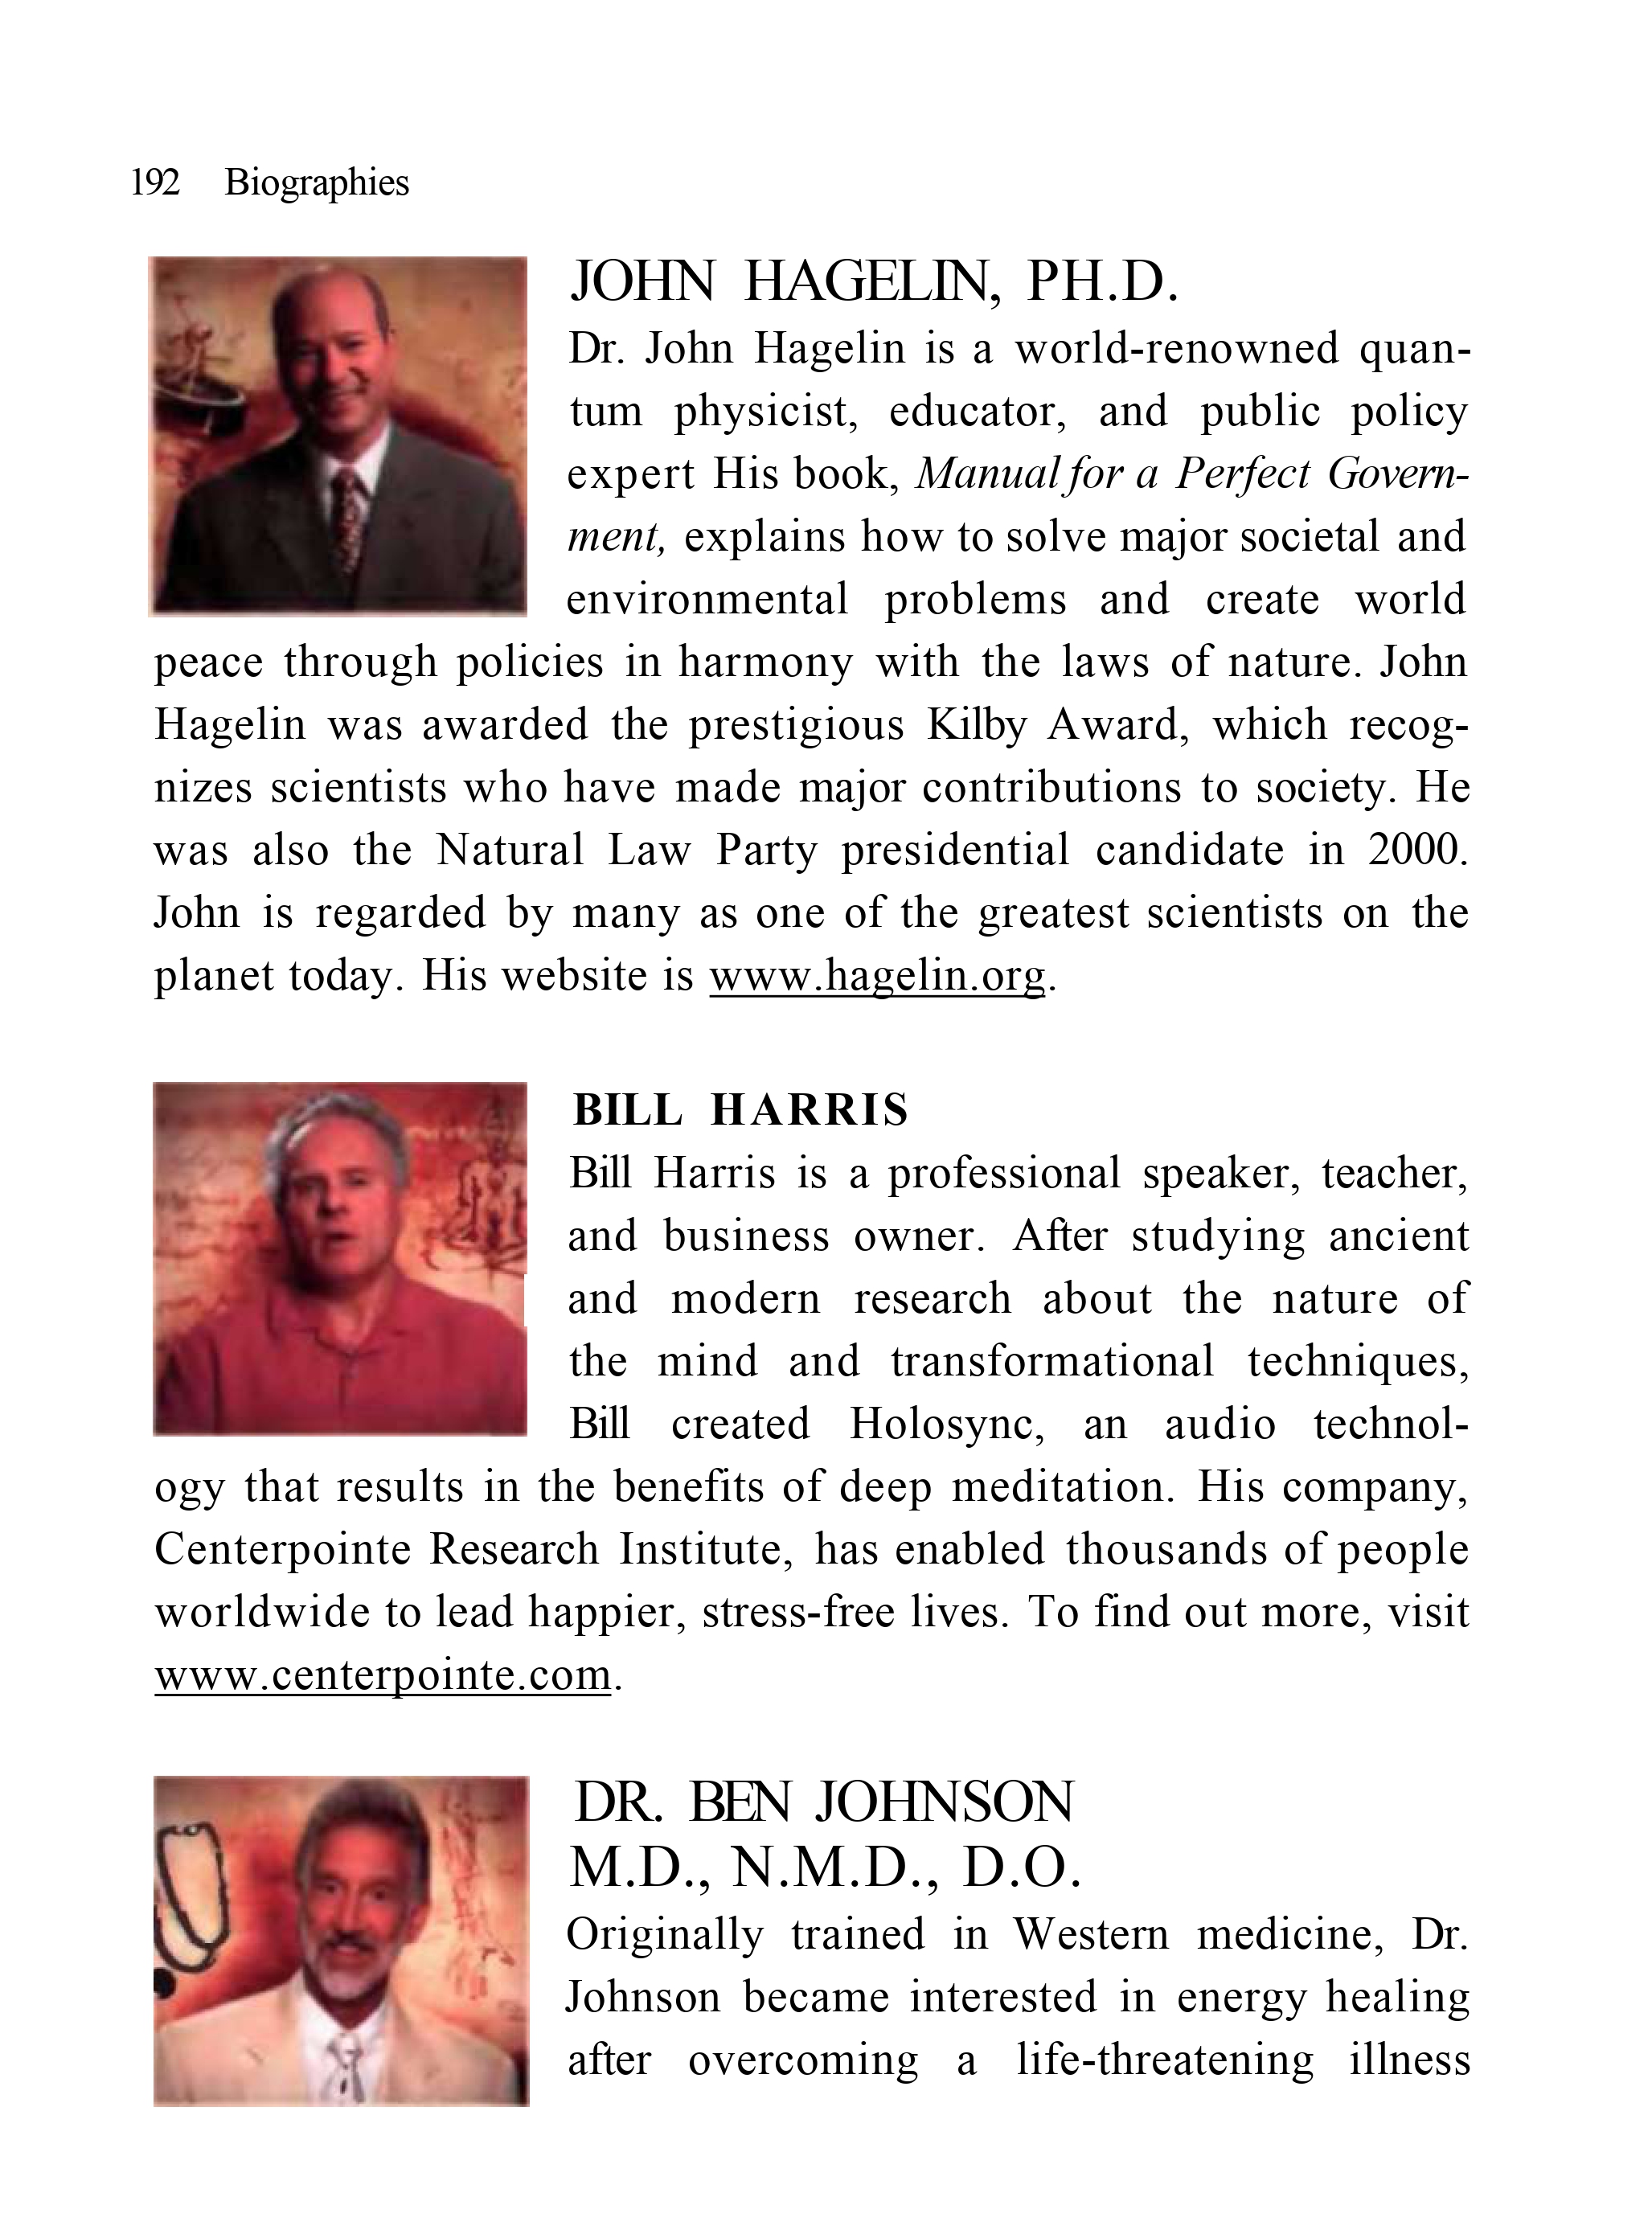 192 Biographies
JOHN HAGELIN, PH.D.
Dr. John Hagelin is a world-renowned quan-
tum physicist, educator, and public policy
expert His book, Manual for a Perfect Govern-
ment, explains how to solve major societal and
environmental problems and create world
peace through policies in harmony with the laws of nature. John
Hagelin was awarded the prestigious Kilby Award, which recog-
nizes scientists who have made major contributions to society. He
was also the Natural Law Party presidential candidate in 2000.
John is regarded by many as one of the greatest scientists on the
planet today. His website is www.hagelin.org.
BILL HARRIS
Bill Harris is a professional speaker, teacher,
and business owner. After studying ancient
and modern research about the nature of
the mind and transformational techniques,
Bill created Holosync, an audio technol-
ogy that results in the benefits of deep meditation. His company,
Centerpointe Research Institute, has enabled thousands of people
worldwide to lead happier, stress-free lives. To find out more, visit
www.centerpointe.com.
DR. BEN JOHNSON
M.D., N.M.D., D.O.
Originally trained in Western medicine, Dr.
Johnson became interested in energy healing
after overcoming a life-threatening illness